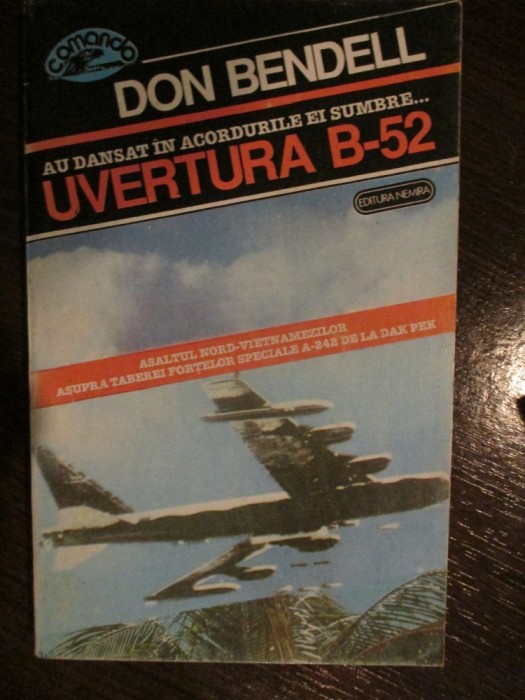 comando
DON BENDELL
AU DANSAT ÎN ACORDURILE EI SUMBRE...
UVERTURA B-52
EDITURA NEMIRA
ASALTUL NORD-VIETNAMEZILOR
ASUPRA TABEREI FORȚELOR SPECIALE A-242 DE LA DAK PEK